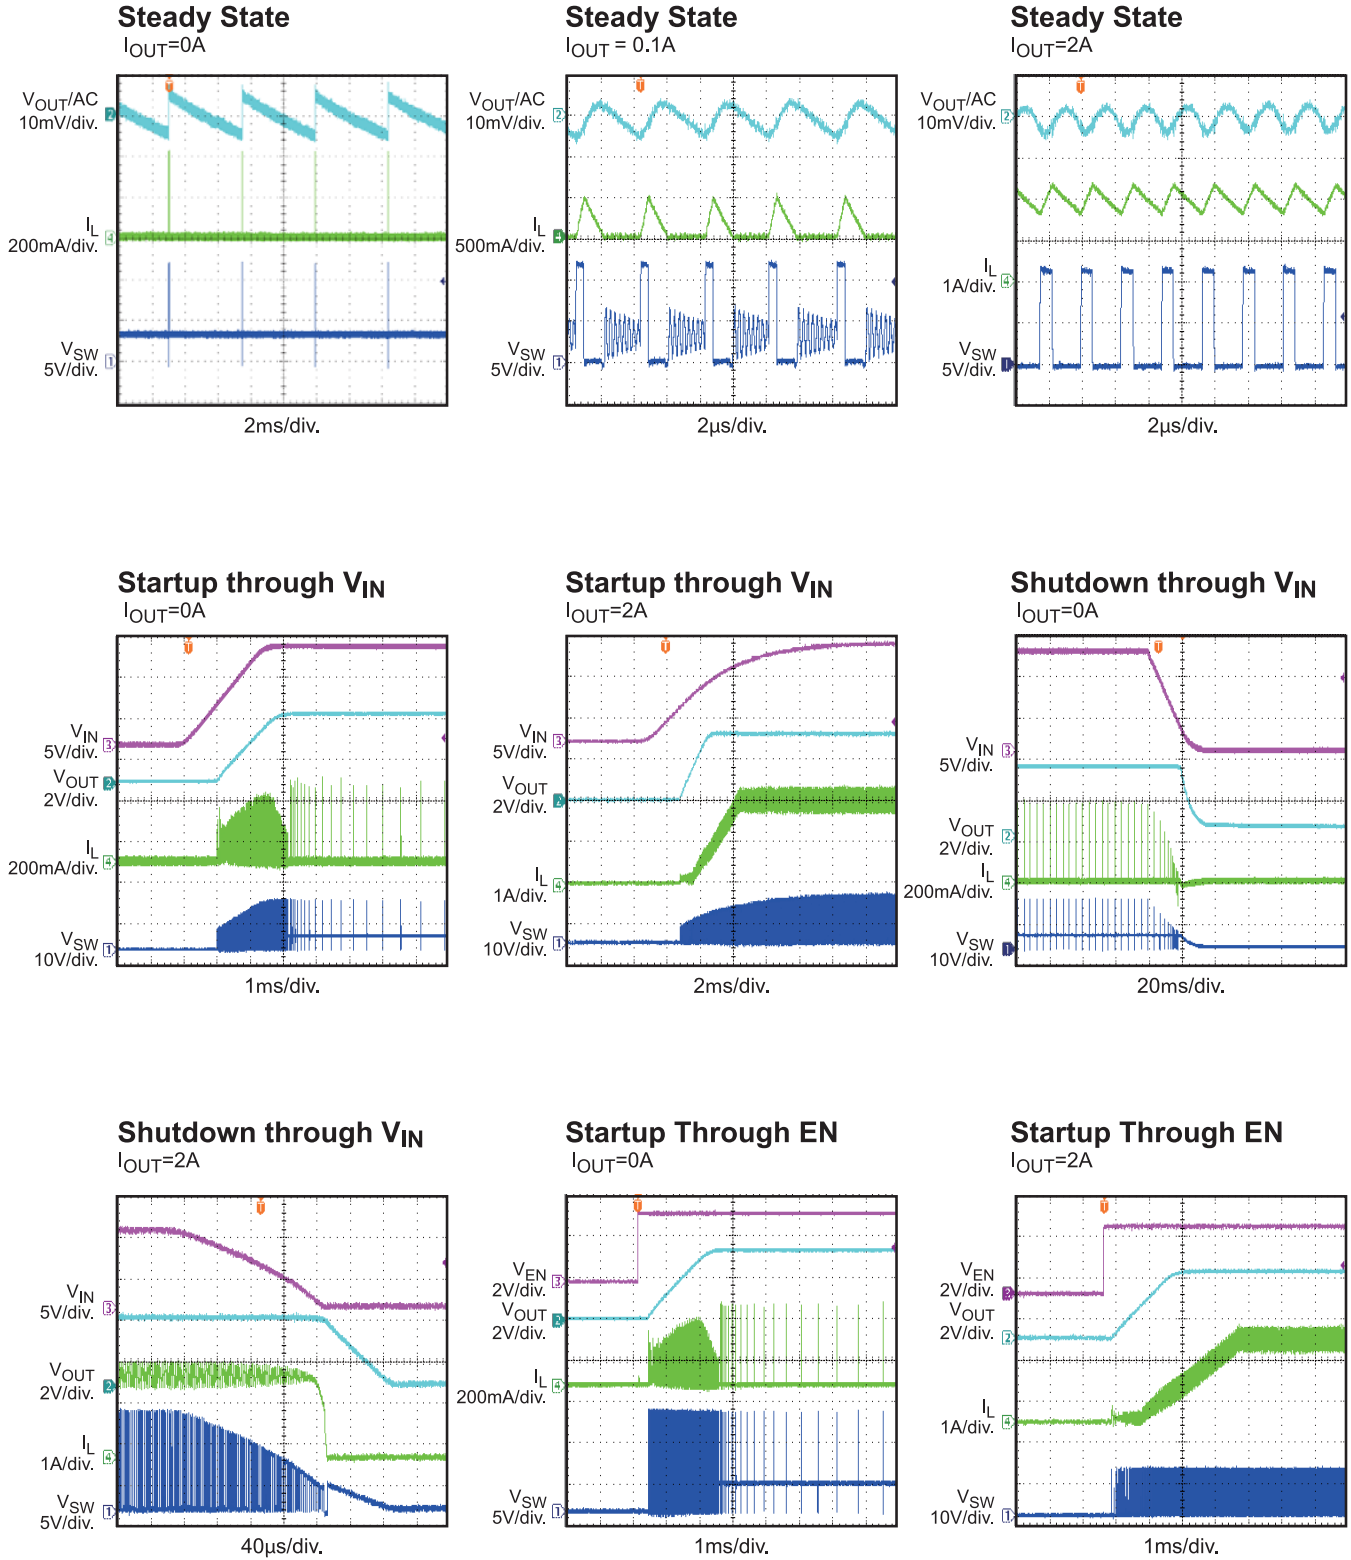 Steady State
IOUT=0A
VOUT/AC
10mV/div.
IL
200mA/div.
VSW
5V/div.
2ms/div.
Steady State
IOUT = 0.1A
VOUT/AC
10mV/div.
IL
500mA/div.
VSW
5V/div.
2µs/div.
Steady State
IOUT=2A
VOUT/AC
10mV/div.
IL
1A/div.
VSW
5V/div.
2µs/div.
Startup through VIN
IOUT=0A
VIN
5V/div.
VOUT
2V/div.
IL
200mA/div.
VSW
10V/div.
1ms/div.
Startup through VIN
IOUT=2A
VIN
5V/div.
VOUT
2V/div.
IL
1A/div.
VSW
10V/div.
2ms/div.
Shutdown through VIN
IOUT=0A
VIN
5V/div.
VOUT
2V/div.
IL
200mA/div.
VSW
10V/div.
20ms/div.
Shutdown through VIN
IOUT=2A
VIN
5V/div.
VOUT
2V/div.
IL
1A/div.
VSW
5V/div.
40µs/div.
Startup Through EN
IOUT=0A
VEN
2V/div.
VOUT
2V/div.
IL
200mA/div.
VSW
5V/div.
1ms/div.
Startup Through EN
IOUT=2A
VEN
2V/div.
VOUT
2V/div.
IL
1A/div.
VSW
10V/div.
1ms/div.